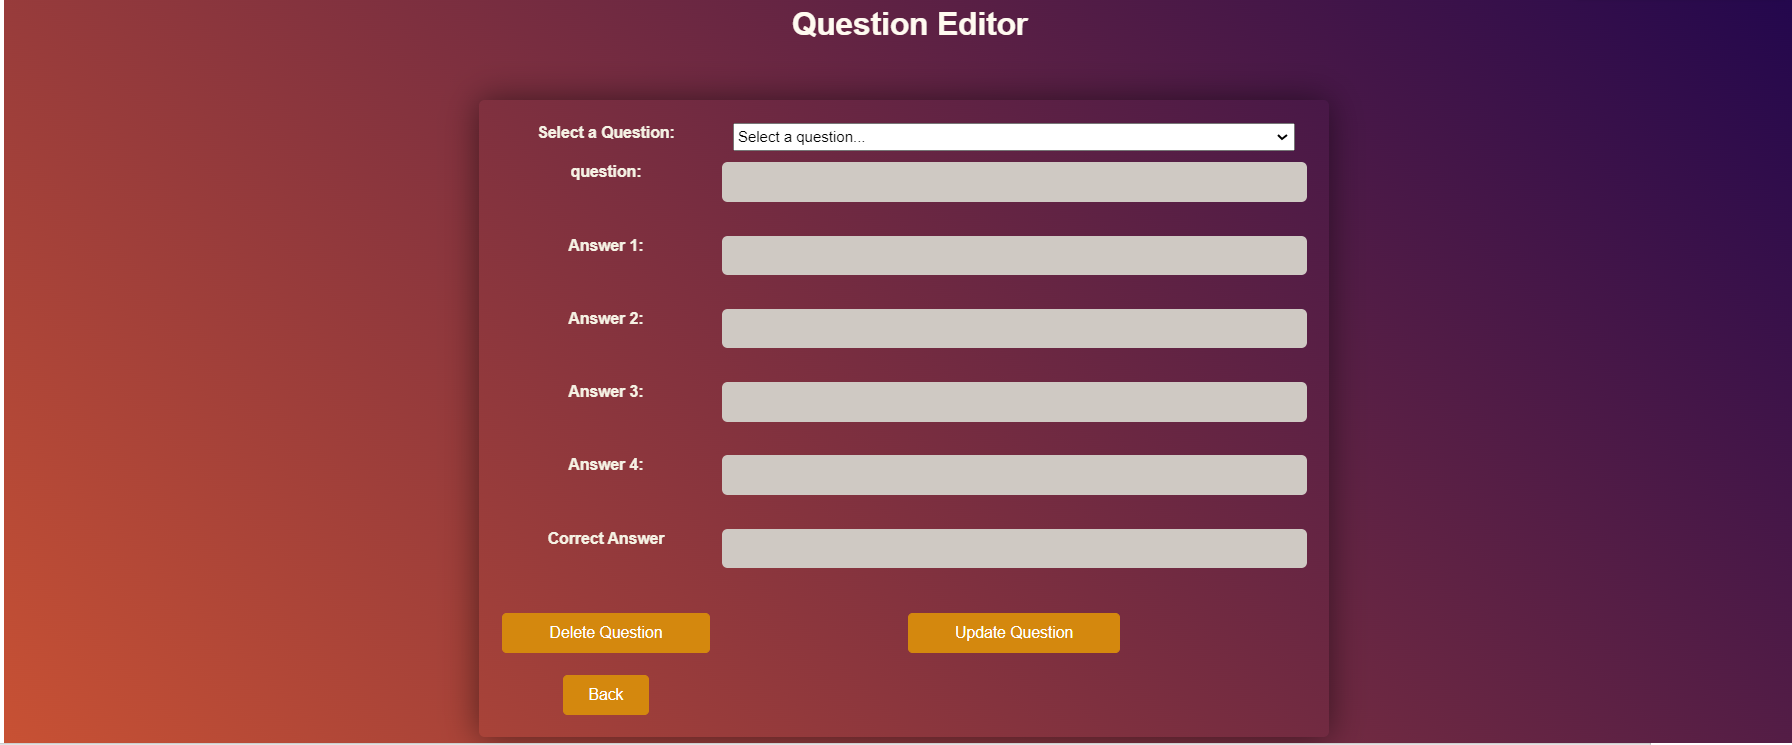 Question Editor
Select a Question: Select a question...
question:
Answer 1:
Answer 2:
Answer 3:
Answer 4:
Correct Answer
Delete Question Update Question
Back